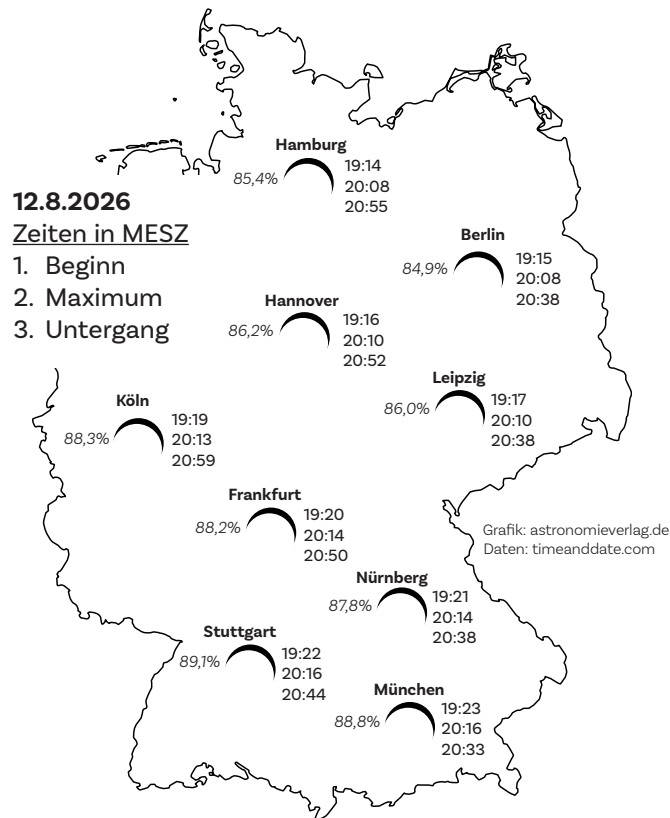 Hamburg
85,4%
19:14
20:08
20:55
12.8.2026
Zeiten in MESZ
1. Beginn
2. Maximum
3. Untergang
Berlin
84,9%
19:15
20:08
20:38
Hannover
86,2%
19:16
20:10
20:52
Leipzig
86,0%
19:17
20:10
20:38
Köln
88,3%
19:19
20:13
20:59
Frankfurt
88,2%
19:20
20:14
20:50
Grafik: astronomieverlag.de
Daten: timeanddate.com
Nürnberg
87,8%
19:21
20:14
20:38
Stuttgart
89,1%
19:22
20:16
20:44
München
88,8%
19:23
20:16
20:33